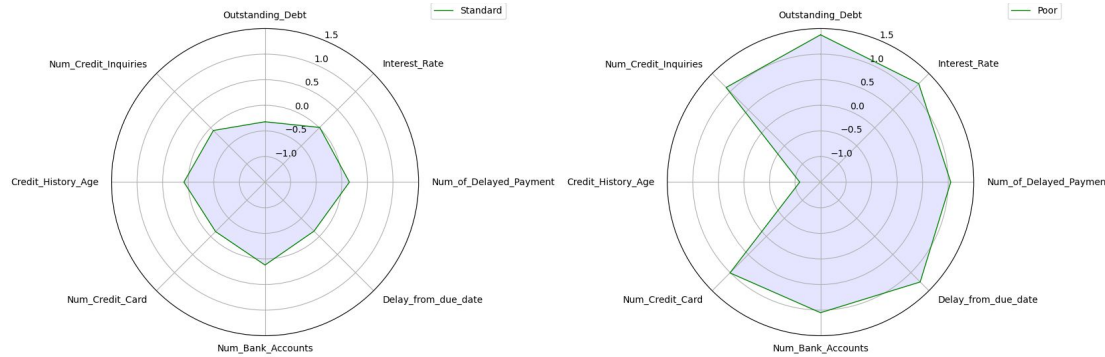 Standard
Outstanding_Debt
1.5
Num_Credit_Inquiries
Interest_Rate
1.0
0.5
0.0
−0.5
−1.0
Credit_History_Age
Num_of_Delayed_Payment
Num_Credit_Card
Delay_from_due_date
Num_Bank_Accounts
Poor
Outstanding_Debt
1.5
Num_Credit_Inquiries
Interest_Rate
1.0
0.5
0.0
−0.5
−1.0
Credit_History_Age
Num_of_Delayed_Paymen
Num_Credit_Card
Delay_from_due_date
Num_Bank_Accounts